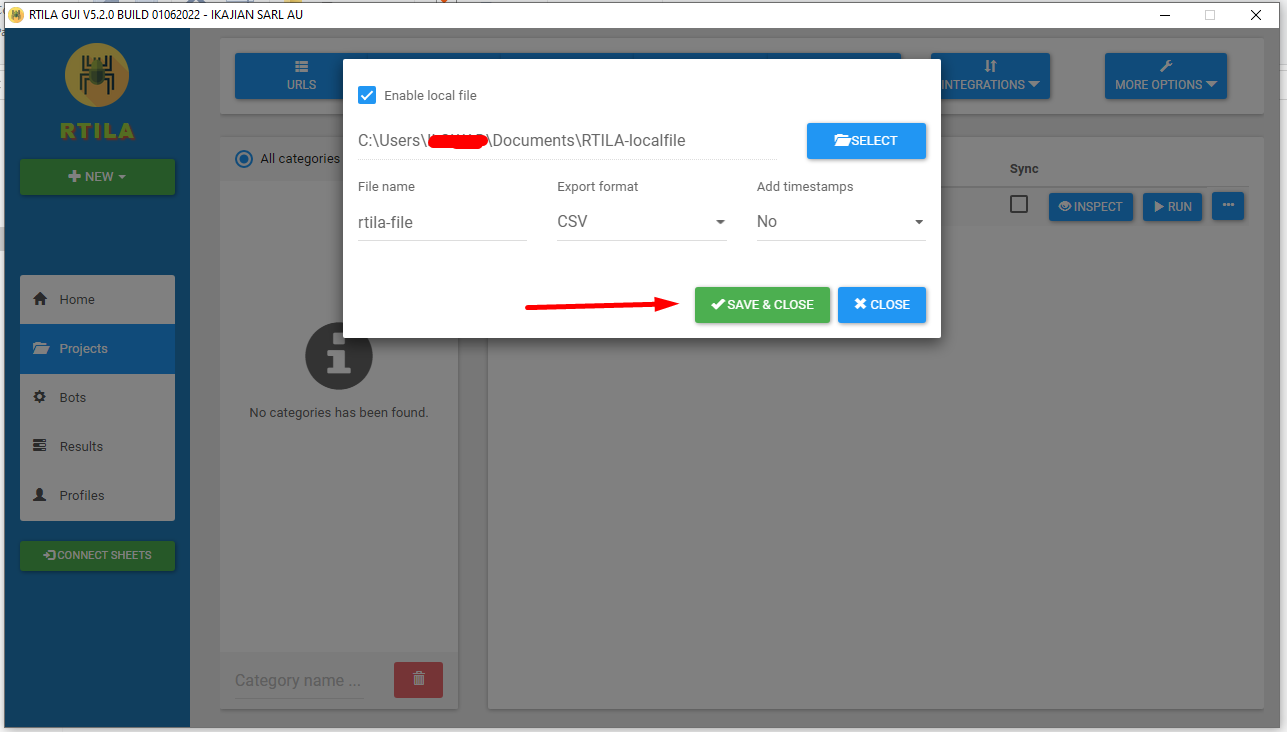 RTILA GUI V5.2.0 BUILD 01062022 - IKAJIAN SARL AU
RTILA
NEW
Home
Projects
Bots
Results
Profiles
CONNECT SHEETS
URLS
INTEGRATIONS
MORE OPTIONS
All categories
No categories has been found.
Category name ...
Sync
INSPECT
RUN
Enable local file
C:\Users\ \Documents\RTILA-localfile
SELECT
File name
Export format
Add timestamps
rtila-file
CSV
No
SAVE & CLOSE
CLOSE